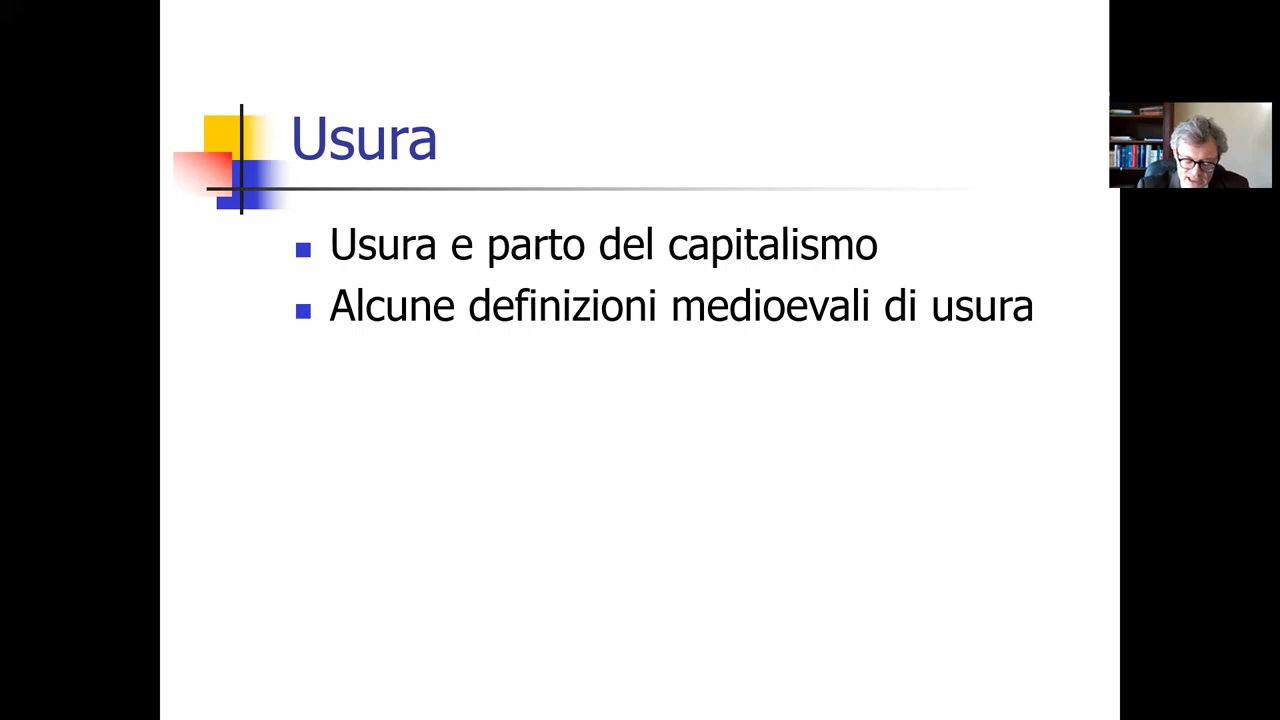 Usura
Usura e parto del capitalismo
Alcune definizioni medioevali di usura